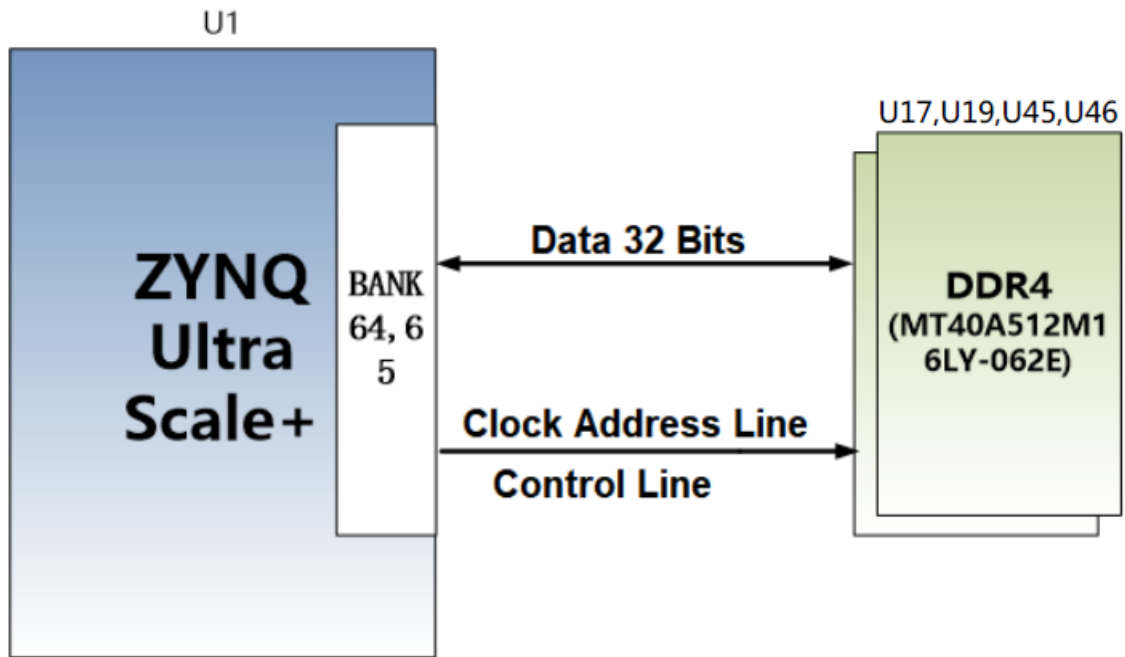 U1
U17,U19,U45,U46
ZYNQ
Ultra
Scale+
BANK
64, 6
5
Data 32 Bits
Clock Address Line
Control Line
DDR4
(MT40A512M1
6LY-062E)